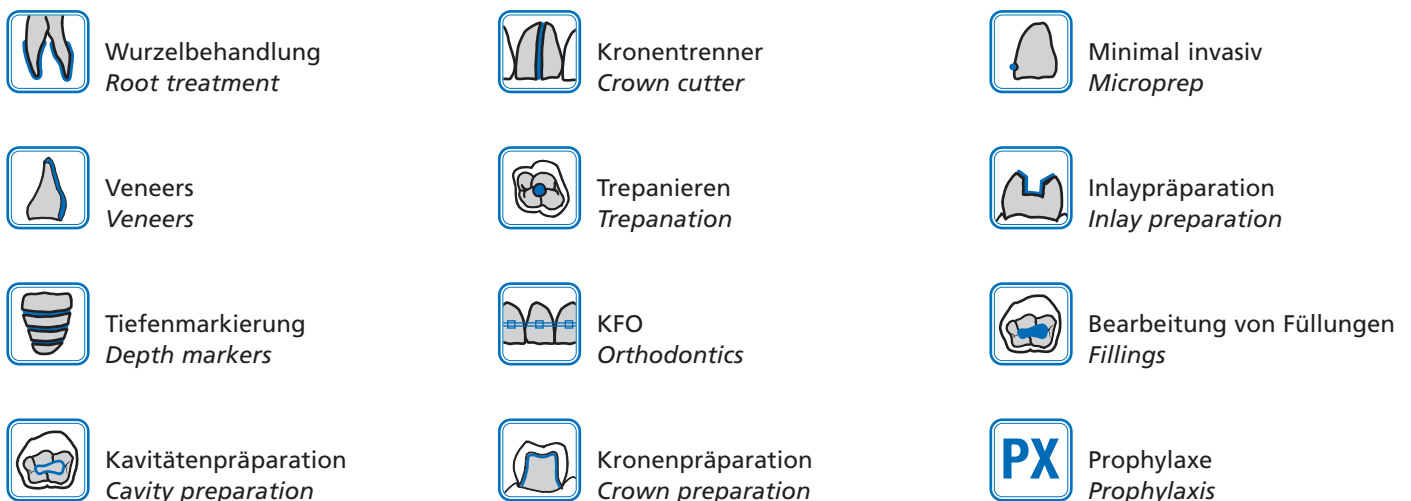 Wurzelbehandlung
Root treatment
Kronentrenner
Crown cutter
Minimal invasiv
Microprep
Veneers
Veneers
Trepanieren
Trepanation
Inlaypräparation
Inlay preparation
Tiefenmarkierung
Depth markers
KFO
Orthodontics
Bearbeitung von Füllungen
Fillings
Kavitätenpräparation
Cavity preparation
Kronenpräparation
Crown preparation
PX
Prophylaxe
Prophylaxis